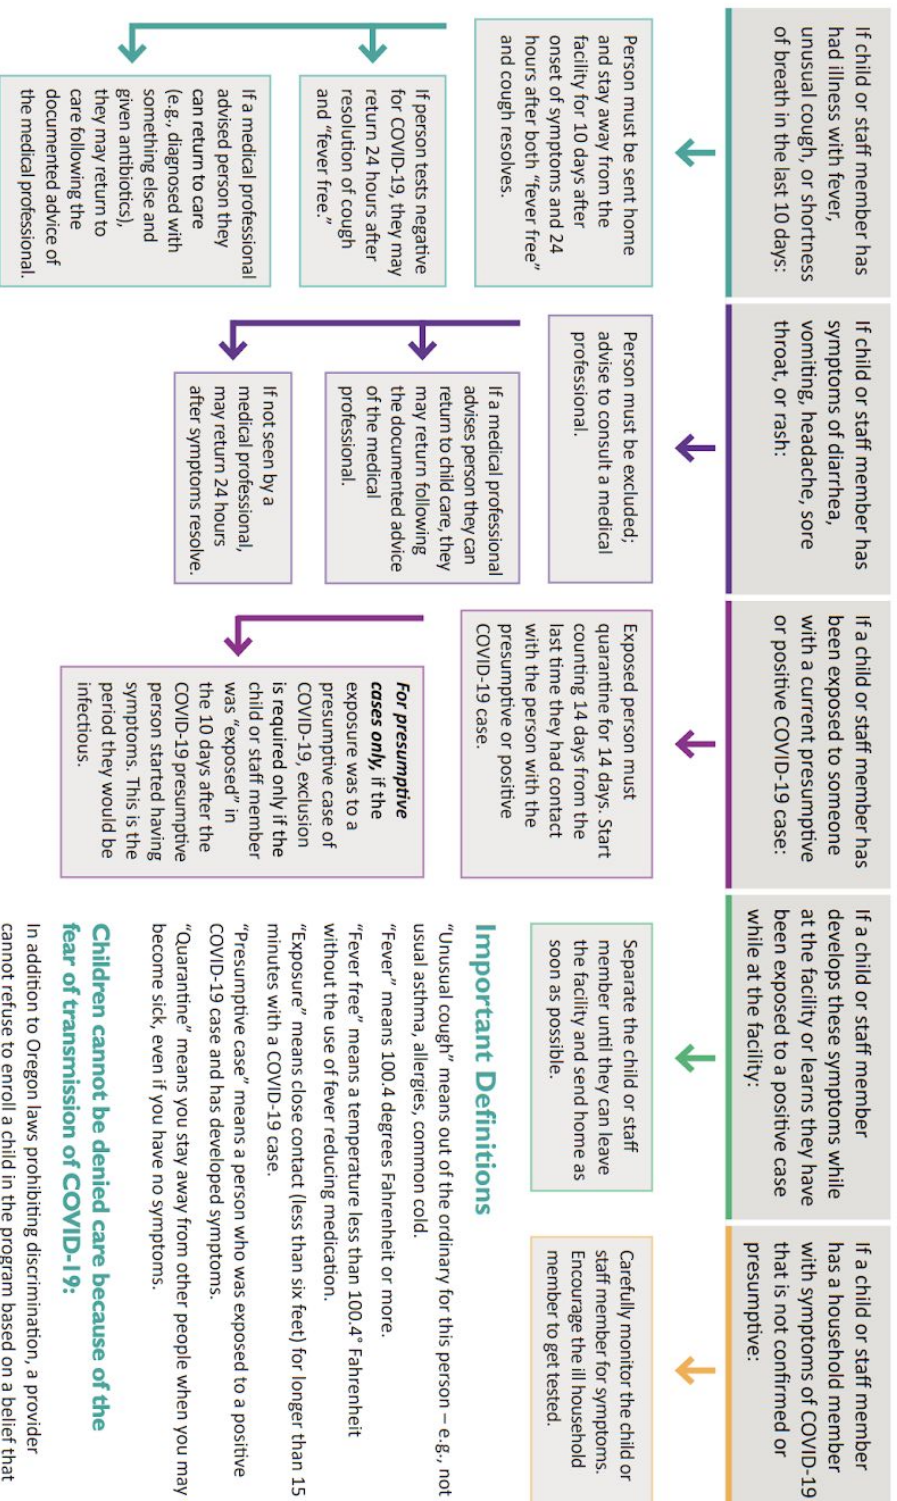 If child or staff member has
had illness with fever,
unusual cough, or shortness
of breath in the last 10 days:
Person must be sent home
and stay away from the
facility for 10 days after
onset of symptoms and 24
hours after both “fever free”
and cough resolves.
If person tests negative
for COVID-19, they may
return 24 hours after
resolution of cough
and “fever free.”
If a medical professional
advised person they
can return to care
(e.g., diagnosed with
something else and
given antibiotics),
they may return to
care following the
documented advice of
the medical professional.
If child or staff member has
symptoms of diarrhea,
vomiting, headache, sore
throat, or rash:
Person must be excluded;
advise to consult a medical
professional.
If a medical professional
advises person they can
return to child care, they
may return following
the documented advice
of the medical
professional.
If not seen by a
medical professional,
may return 24 hours
after symptoms resolve.
If a child or staff member has
been exposed to someone
with a current presumptive
or positive COVID-19 case:
Exposed person must
quarantine for 14 days. Start
counting 14 days from the
last time they had contact
with the person with the
presumptive or positive
COVID-19 case.
For presumptive
cases only, if the
exposure was to a
presumptive case of
COVID-19, exclusion
is required only if the
child or staff member
was “exposed” in
the 10 days after the
COVID-19 presumptive
person started having
symptoms. This is the
period they would be
infectious.
If a child or staff member
develops these symptoms while
at the facility or learns they have
been exposed to a positive case
while at the facility:
Separate the child or staff
member until they can leave
the facility and send home as
soon as possible.
If a child or staff member
has a household member
with symptoms of COVID-19
that is not confirmed or
presumptive:
Carefully monitor the child or
staff member for symptoms.
Encourage the ill household
member to get tested.
Important Definitions
“Unusual cough” means out of the ordinary for this person – e.g., not
usual asthma, allergies, common cold.
“Fever” means 100.4 degrees Fahrenheit or more.
“Fever free” means a temperature less than 100.4° Fahrenheit
without the use of fever reducing medication.
“Exposure” means close contact (less than six feet) for longer than 15
minutes with a COVID-19 case.
“Presumptive case” means a person who was exposed to a positive
COVID-19 case and has developed symptoms.
“Quarantine” means you stay away from other people when you may
become sick, even if you have no symptoms.
Children cannot be denied care because of the
fear of transmission of COVID-19:
In addition to Oregon laws prohibiting discrimination, a provider
cannot refuse to enroll a child in the program based on a belief that